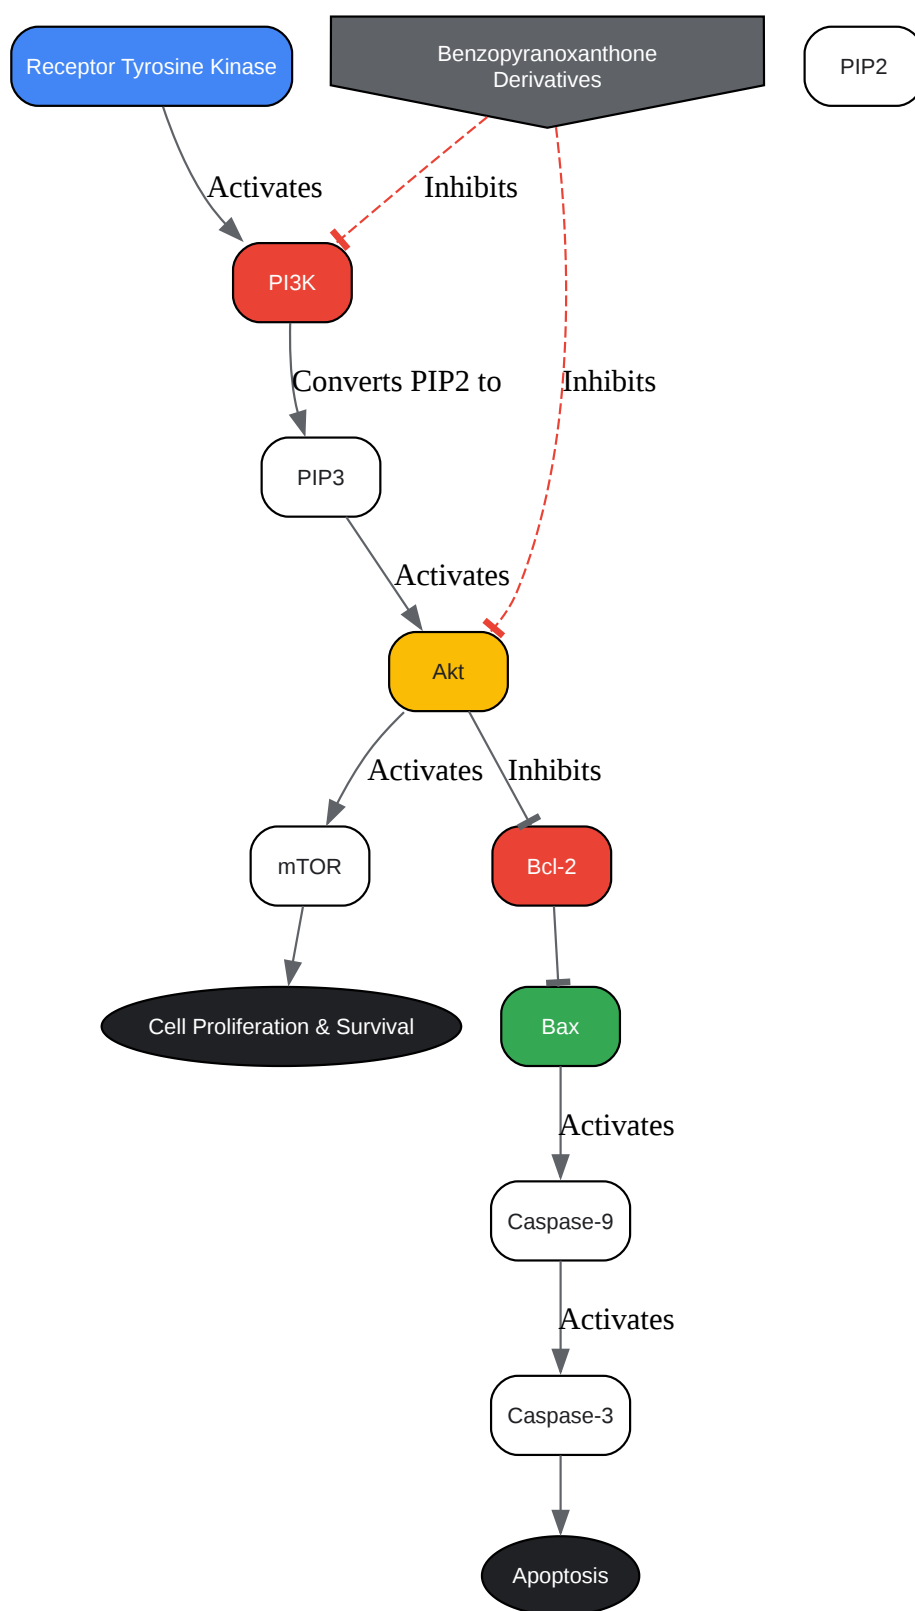 Receptor Tyrosine Kinase
Benzopyranoxanthone
Derivatives
PIP2
Activates
Inhibits
PI3K
Converts PIP2 to
Inhibits
PIP3
Activates
Akt
Activates
Inhibits
mTOR
Bcl-2
Cell Proliferation & Survival
Bax
Activates
Caspase-9
Activates
Caspase-3
Apoptosis